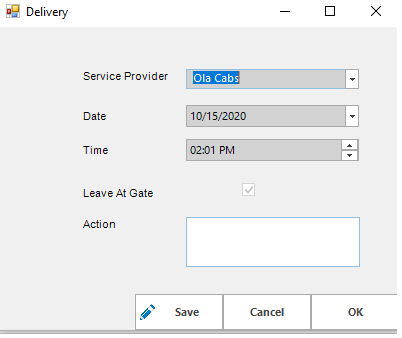 Delivery
Service Provider Ola Cabs
Date 10/15/2020
Time 02:01 PM
Leave At Gate
Action
Save Cancel OK